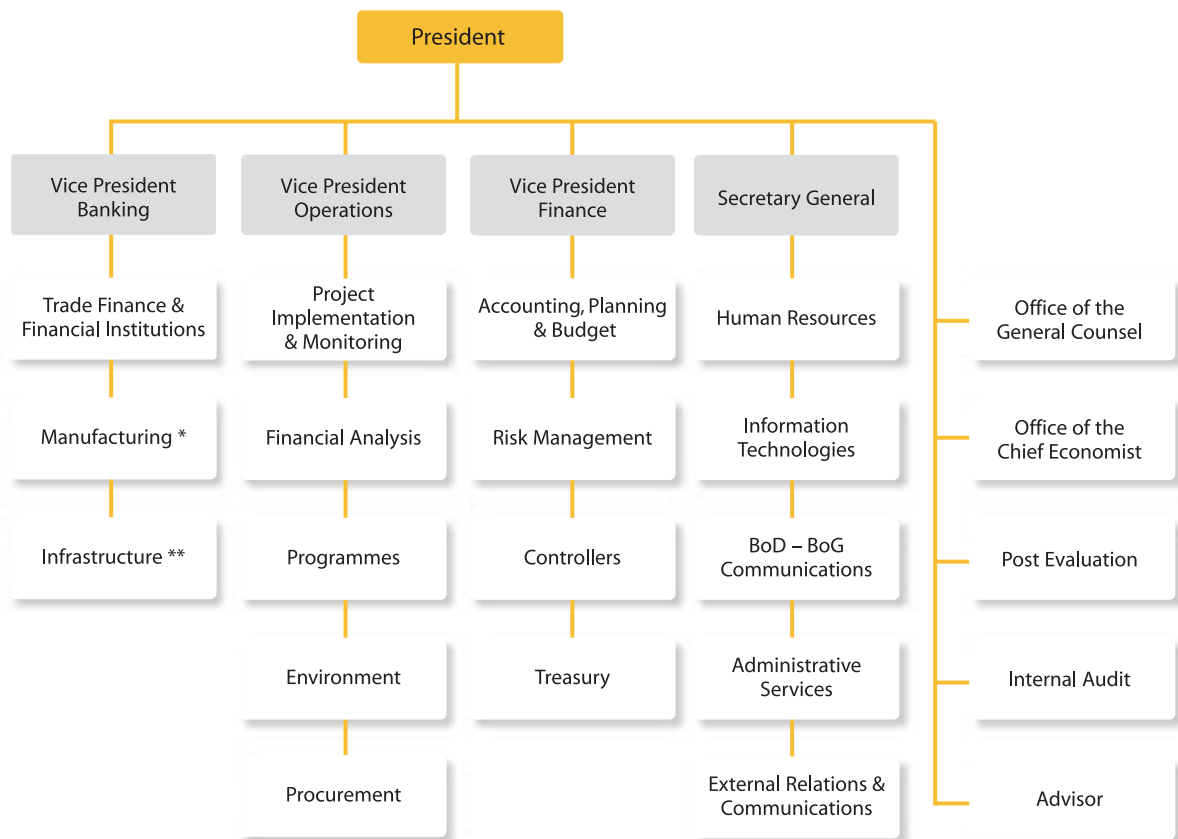 President
Vice President
Banking
Trade Finance &
Financial Institutions
Manufacturing *
Infrastructure **
Vice President
Operations
Project
Implementation
& Monitoring
Financial Analysis
Programmes
Environment
Procurement
Vice President
Finance
Accounting, Planning
& Budget
Risk Management
Controllers
Treasury
Secretary General
Human Resources
Information
Technologies
BoD – BoG
Communications
Administrative
Services
External Relations &
Communications
Office of the
General Counsel
Office of the
Chief Economist
Post Evaluation
Internal Audit
Advisor